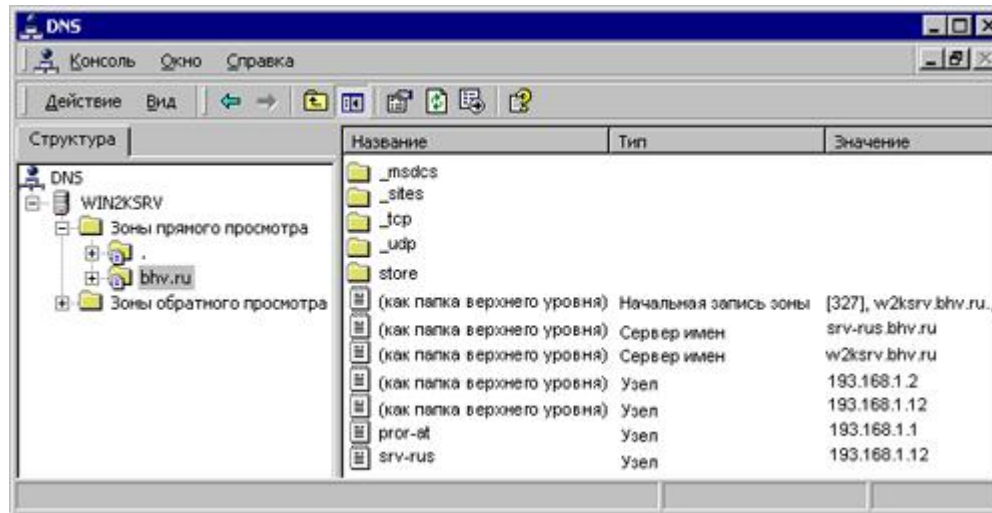 DNS
Консоль Окно Справка
Действие Вид
Структура
Название Тип Значение
DNS
WIN2KSRV
Зоны прямого просмотра
.
bhv.ru
Зоны обратного просмотра
_msdcs
_sites
_tcp
_udp
store
(как папка верхнего уровня) Начальная запись зоны [327], w2ksrv.bhv.ru.,
(как папка верхнего уровня) Сервер имен srv-rus.bhv.ru
(как папка верхнего уровня) Сервер имен w2ksrv.bhv.ru
(как папка верхнего уровня) Узел 193.168.1.2
(как папка верхнего уровня) Узел 193.168.1.12
pror-at Узел 193.168.1.1
srv-rus Узел 193.168.1.12